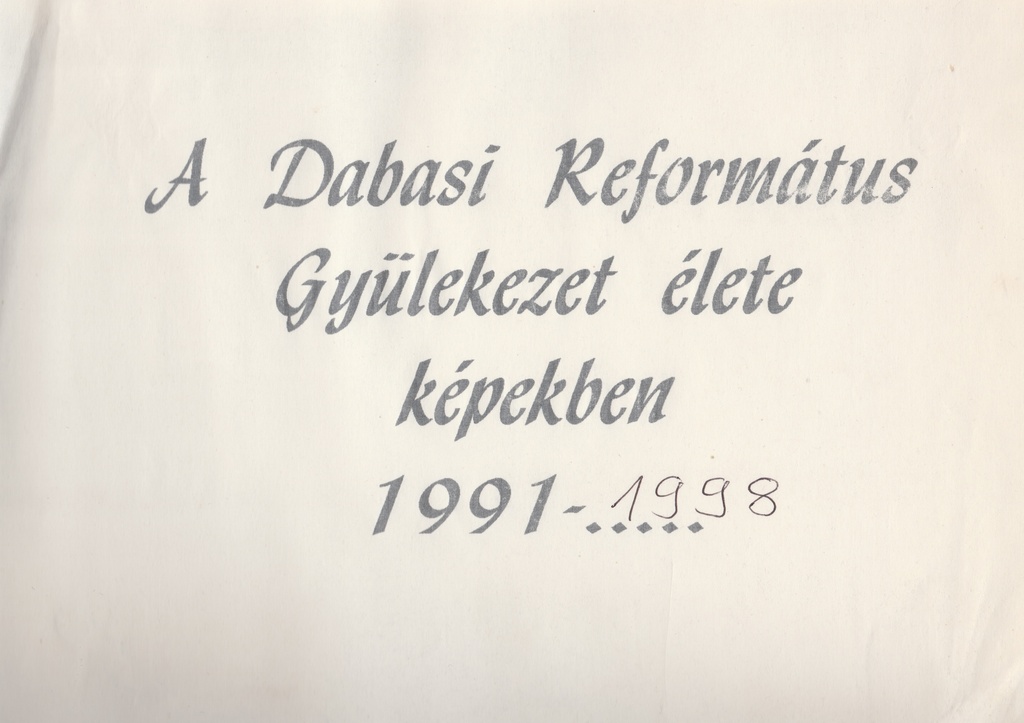 A Dabasi Református
Gyülekezet élete
képekben
1991-.....1998